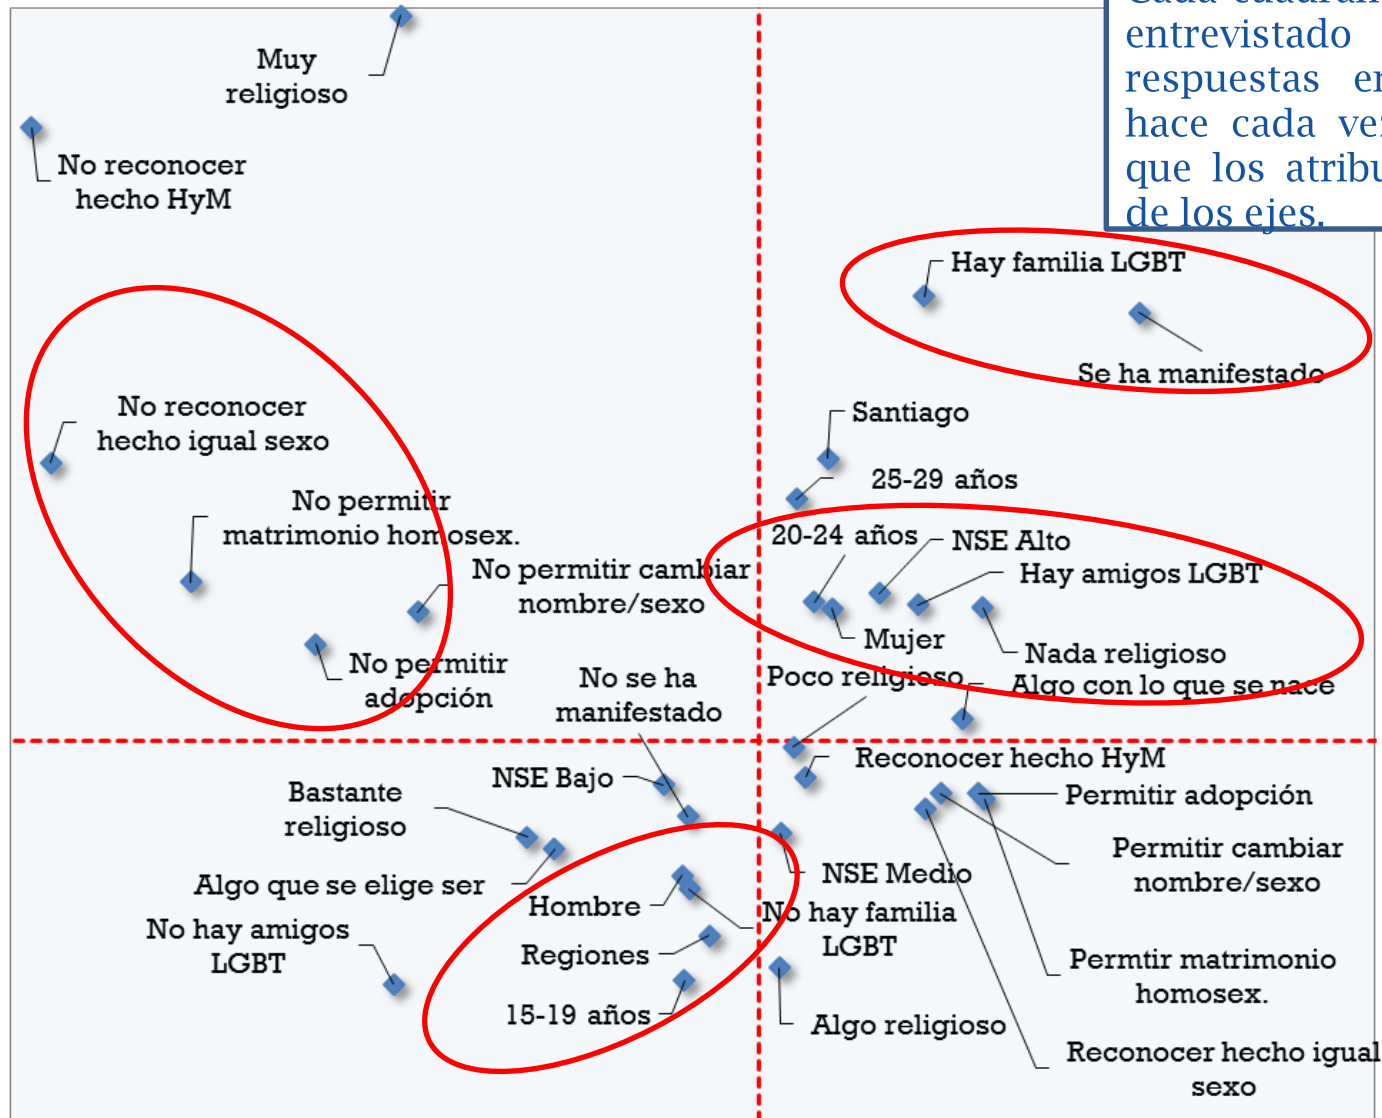 entrevistado
respuestas
hace cada
que los
de los ejes.
Muy
religioso
No reconocer
hecho HyM
Hay familia LGBT
Se ha manifestado
No reconocer
hecho igual sexo
Santiago
25-29 años
No permitir
matrimonio homosex.
20-24 años
NSE Alto
Hay amigos LGBT
No permitir cambiar
nombre/sexo
Mujer
Nada religioso
No permitir
adopción
No se ha
manifestado
Poco religioso
Algo con lo que se nace
Reconocer hecho HyM
NSE Bajo
Permitir adopción
Bastante
religioso
Permitir cambiar
nombre/sexo
Algo que se elige ser
NSE Medio
Hombre
No hay familia
LGBT
No hay amigos
LGBT
Regiones
Permtir matrimonio
homosex.
15-19 años
Algo religioso
Reconocer hecho igual
sexo